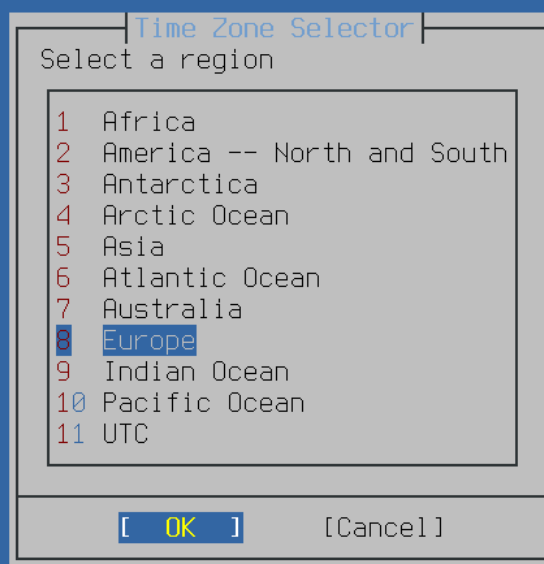 Time Zone Selector
Select a region
1 Africa
2 America -- North and South
3 Antarctica
4 Arctic Ocean
5 Asia
6 Atlantic Ocean
7 Australia
8 Europe
9 Indian Ocean
10 Pacific Ocean
11 UTC
[ OK ] [Cancel]